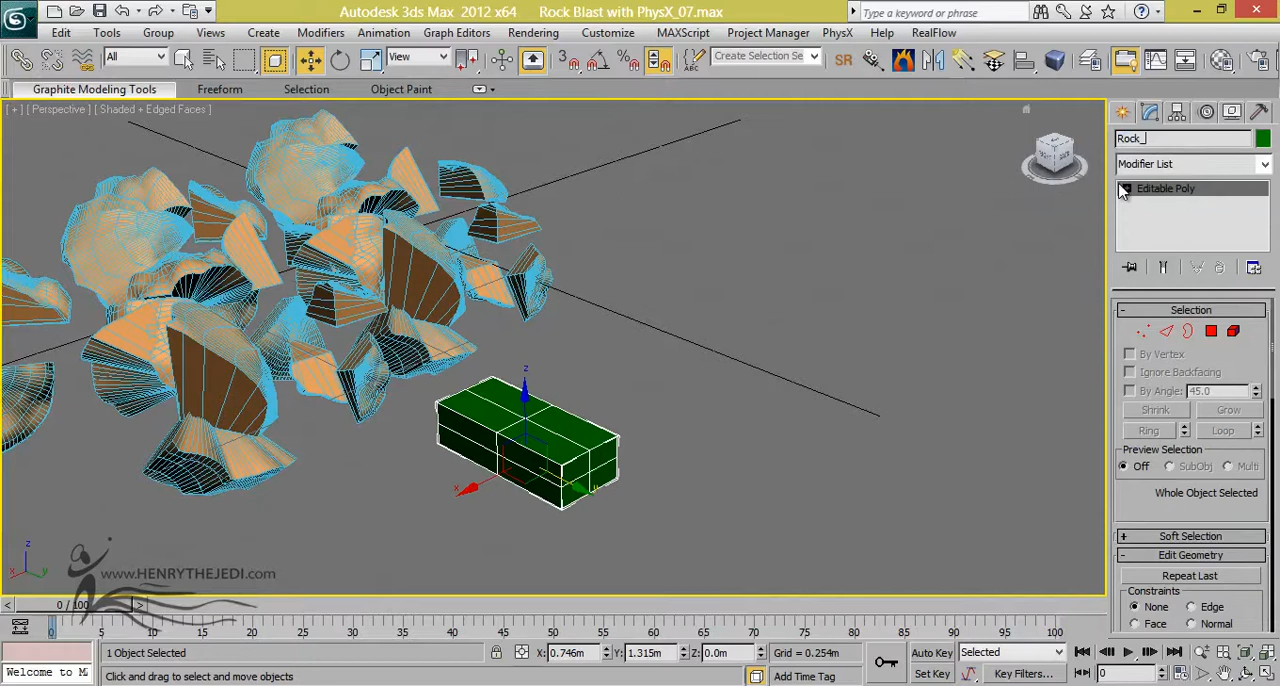 Autodesk 3ds Max 2012 x64 Rock Blast with PhysX_07.max
Type a keyword or phrase
Edit Tools Group Views Create Modifiers Animation Graph Editors Rendering Customize MAXScript Project Manager PhysX Help RealFlow
All
View
3
Create Selection Se
SR
Graphite Modeling Tools Freeform Selection Object Paint
[ + ] [ Perspective ] [ Shaded + Edged Faces ]
Rock_
Modifier List
Editable Poly
Selection
By Vertex
Ignore Backfacing
By Angle: 45.0
Shrink Grow
Ring Loop
Preview Selection
Off SubObj Multi
Whole Object Selected
Soft Selection
Edit Geometry
Repeat Last
Constraints
None Edge
Face Normal
z
x
y
z
x
y
www.HENRYTHEJEDI.com
0 / 100
0 5 10 15 20 25 30 35 40 45 50 55 60 65 70 75 80 85 90 95 100
1 Object Selected
X: 0.746m Y: 1.315m Z: 0.0m Grid = 0.254m
Auto Key Selected
Welcome to M
Click and drag to select and move objects
Add Time Tag
Set Key Key Filters... 0